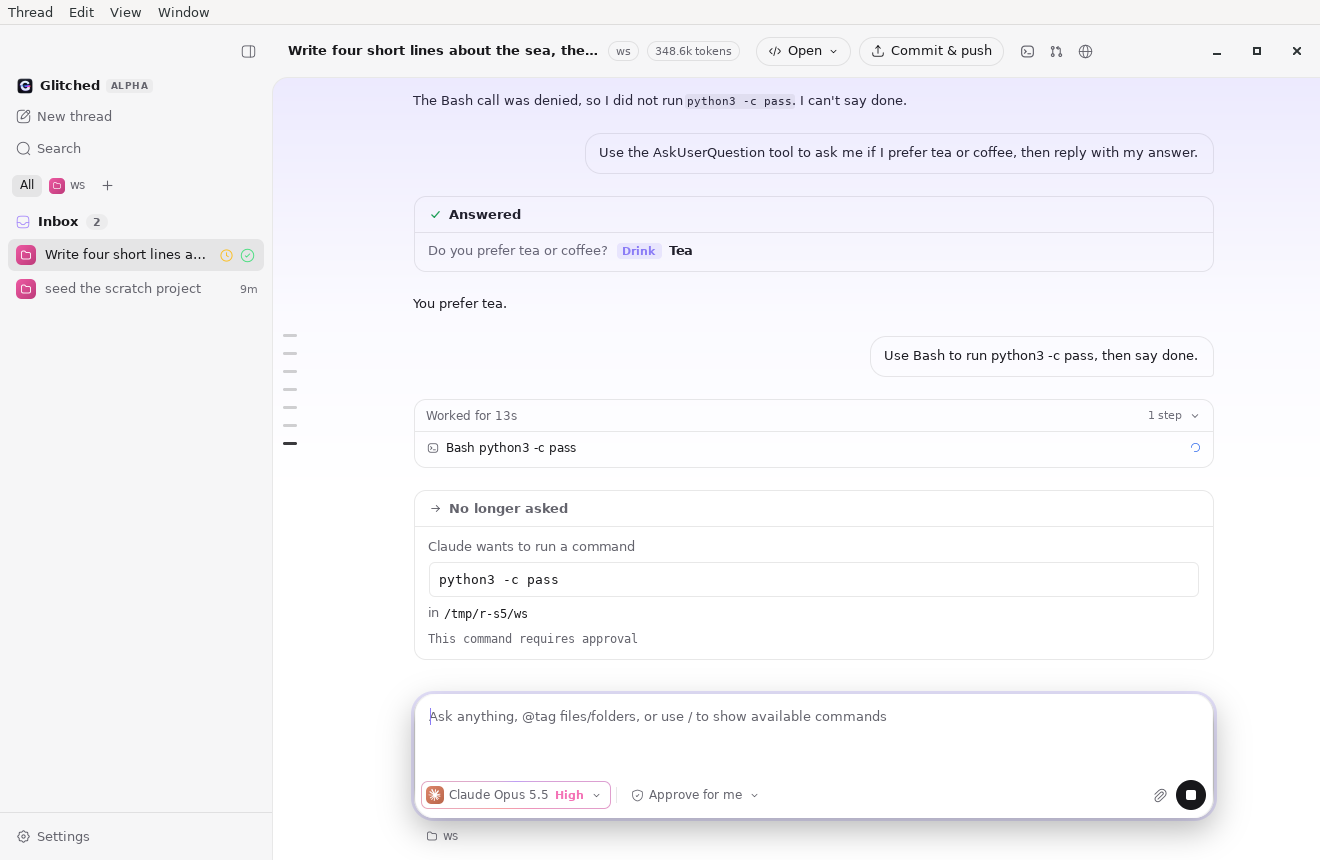 Thread Edit View Window
Write four short lines about the sea, the... ws 348.6k tokens Open Commit & push
Glitched ALPHA
New thread
Search
All ws
Inbox 2
Write four short lines a...
seed the scratch project 9m
Settings
The Bash call was denied, so I did not run python3 -c pass. I can't say done.
Use the AskUserQuestion tool to ask me if I prefer tea or coffee, then reply with my answer.
Answered
Do you prefer tea or coffee? Drink Tea
You prefer tea.
Use Bash to run python3 -c pass, then say done.
Worked for 13s 1 step
Bash python3 -c pass
No longer asked
Claude wants to run a command
python3 -c pass
in /tmp/r-s5/ws
This command requires approval
Ask anything, @tag files/folders, or use / to show available commands
Claude Opus 5.5 High Approve for me
ws